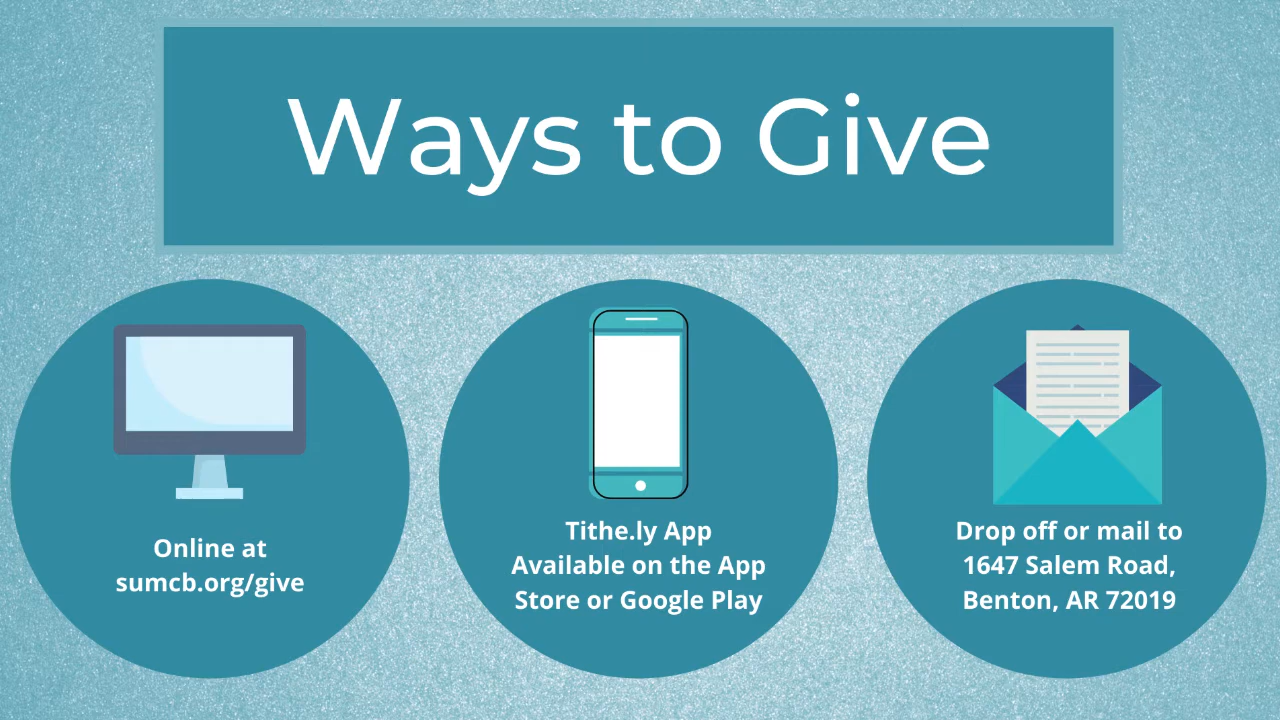 Ways to Give
Online at
sumcb.org/give
Tithe.ly App
Available on the App
Store or Google Play
Drop off or mail to
1647 Salem Road,
Benton, AR 72019